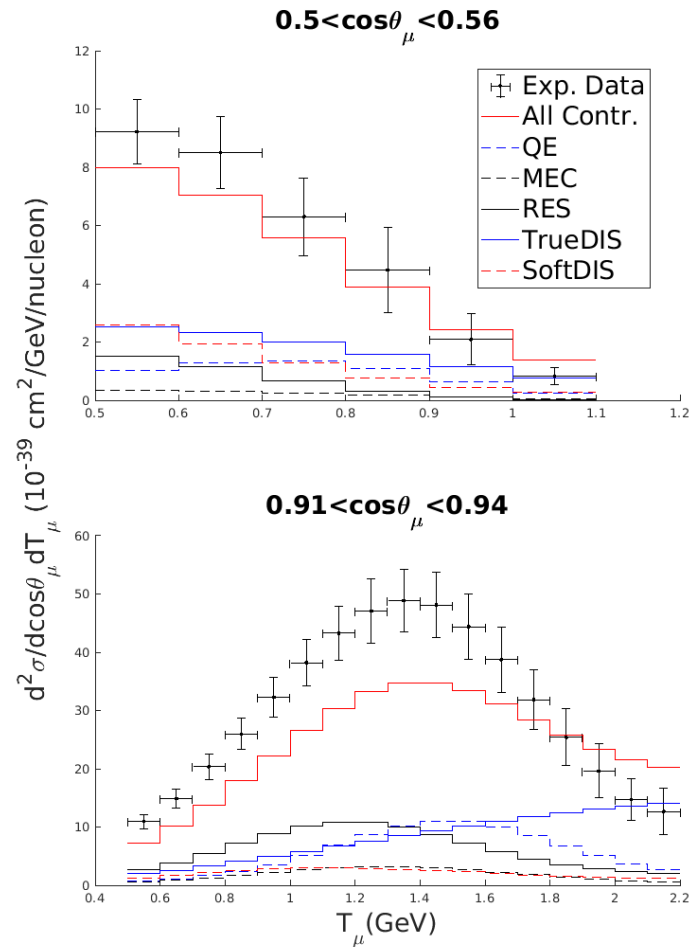 0.5<cosθμ<0.56
12
10
8
6
4
2
0
0.5 0.6 0.7 0.8 0.9 1 1.1 1.2
Exp. Data
All Contr.
QE
MEC
RES
TrueDIS
SoftDIS
d²σ/dcosθμ dTμ (10⁻³⁹ cm²/GeV/nucleon)
0.91<cosθμ<0.94
60
50
40
30
20
10
0
0.4 0.6 0.8 1 1.2 1.4 1.6 1.8 2 2.2
Tμ(GeV)